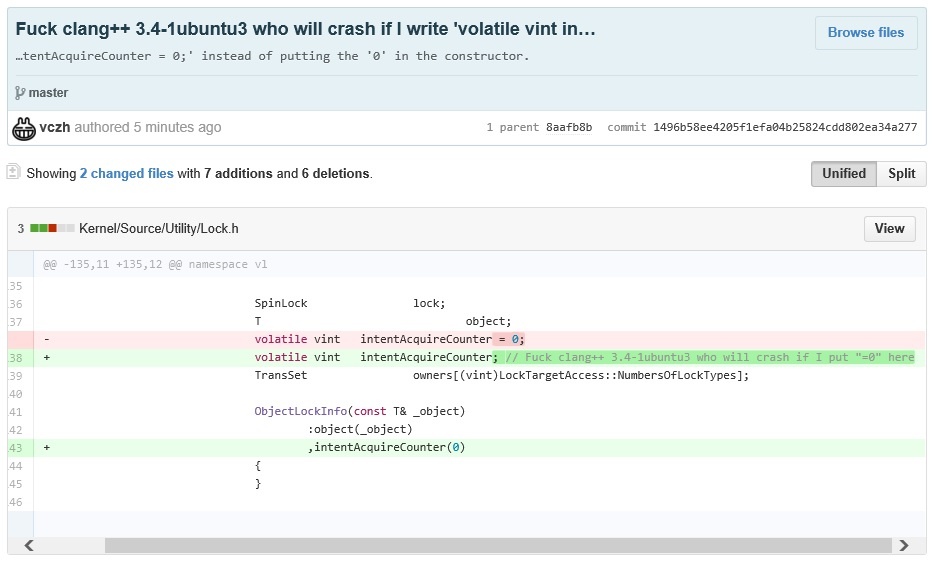 Fuck clang++ 3.4-1ubuntu3 who will crash if I write 'volatile vint in…
Browse files
…tentAcquireCounter = 0;' instead of putting the '0' in the constructor.
master
vczh authored 5 minutes ago
1 parent 8aafb8b commit 1496b58ee4205f1efa04b25824cdd802ea34a277
Showing 2 changed files with 7 additions and 6 deletions.
Unified Split
3 Kernel/Source/Utility/Lock.h
View
@@ -135,11 +135,12 @@ namespace vl
35
36 SpinLock lock;
37 T object;
- volatile vint intentAcquireCounter = 0;
38 + volatile vint intentAcquireCounter; // Fuck clang++ 3.4-1ubuntu3 who will crash if I put "=0" here
39 TransSet owners[(vint)LockTargetAccess::NumbersOfLockTypes];
40
41 ObjectLockInfo(const T& _object)
42 :object(_object)
43 + ,intentAcquireCounter(0)
44 {
45 }
46